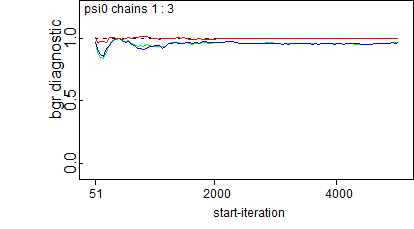 psi0 chains 1 : 3
bgr diagnostic
1.0
0.5
0.0
51
2000
4000
start-iteration